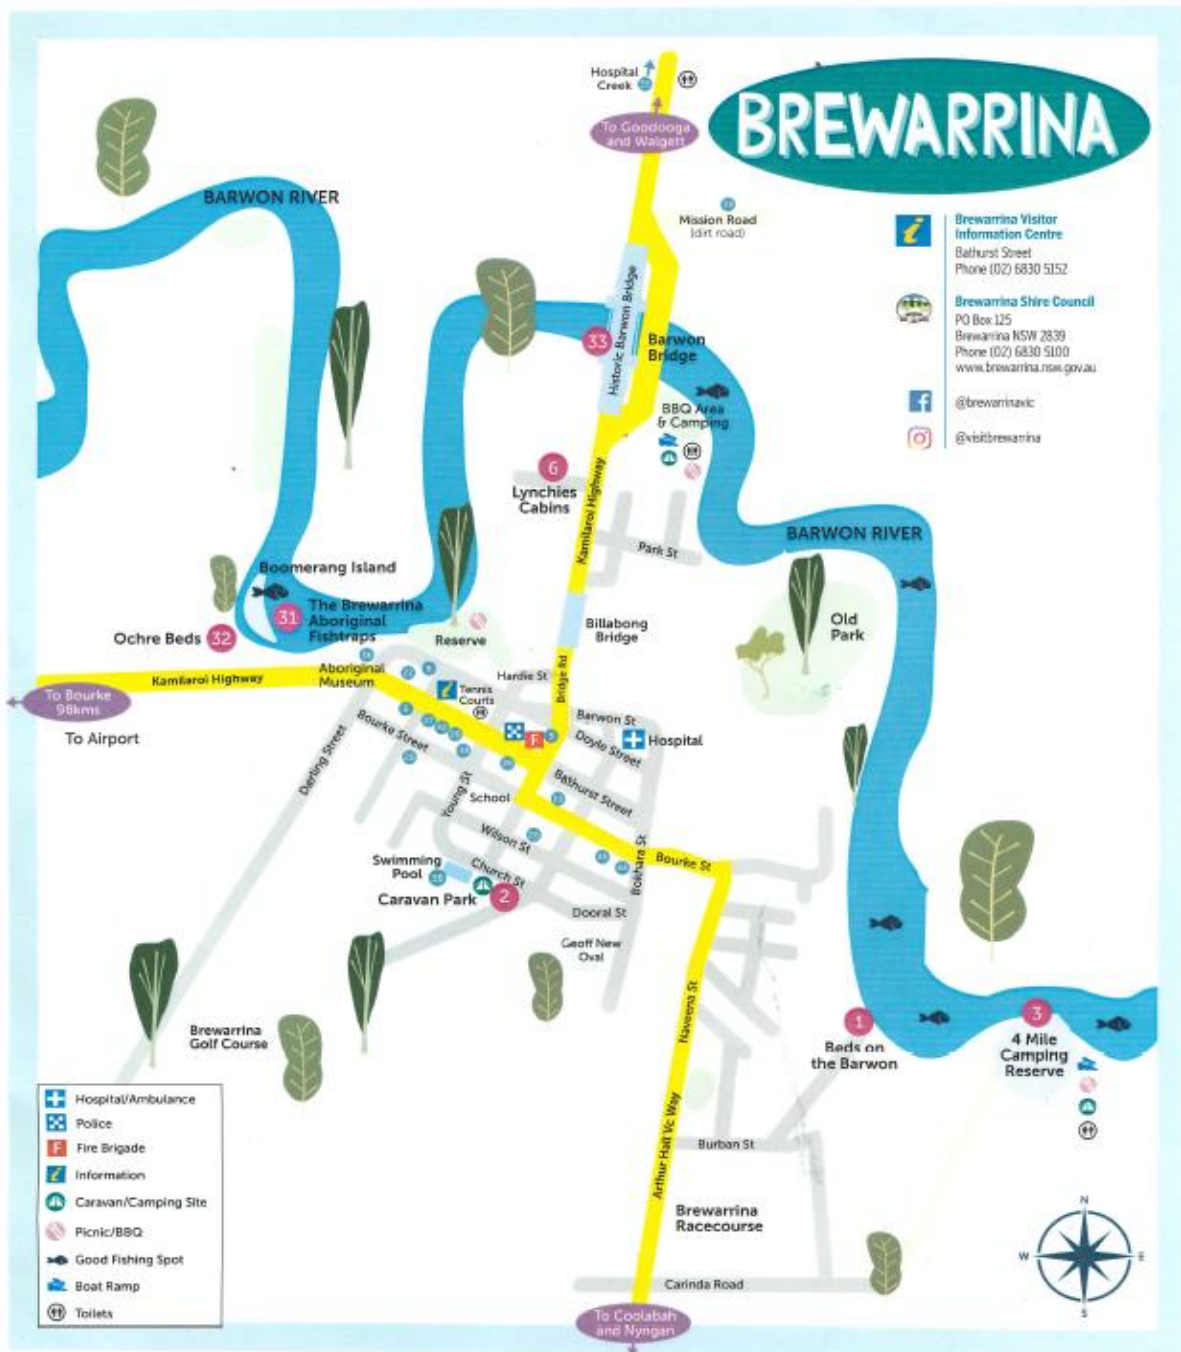 Hospital
Creek
To Goodooga
and Walgett
BREWARRINA
BARWON RIVER
Mission Road
(dirt road)
Brewarrina Visitor
Information Centre
Bathurst Street
Phone (02) 6830 5152
Brewarrina Shire Council
PO Box 125
Brewarrina NSW 2839
Phone (02) 6830 5100
www.brewarrina.nsw.gov.au
@brewarrinavic
@visitbrewarrina
Historic Barwon Bridge
33
Barwon
Bridge
BBQ Area
& Camping
6
Lynchies
Cabins
Kamilaroi Highway
Park St
BARWON RIVER
Boomerang Island
31
The Brewarrina
Aboriginal
Fishtraps
Ochre Beds
32
Reserve
Billabong
Bridge
Old
Park
Kamilaroi Highway
Aboriginal
Museum
Hardie St
Bridge Rd
To Bourke
98kms
To Airport
Tennis
Courts
Barwon St
Doyle Street
Hospital
F
Bourke Street
Darling Street
Young St
School
Bathurst Street
Wilson St
Swimming
Pool
Church St
Caravan Park
2
Bokhara St
Bourke St
Dooral St
Geoff New
Oval
Naveena St
Brewarrina
Golf Course
1
Beds on
the Barwon
3
4 Mile
Camping
Reserve
Arthur Hall Vc Way
Burban St
Brewarrina
Racecourse
Carinda Road
To Coolabah
and Nyngan
Hospital/Ambulance
Police
F
Fire Brigade
Information
Caravan/Camping Site
Picnic/BBQ
Good Fishing Spot
Boat Ramp
Toilets
N
W
E
S